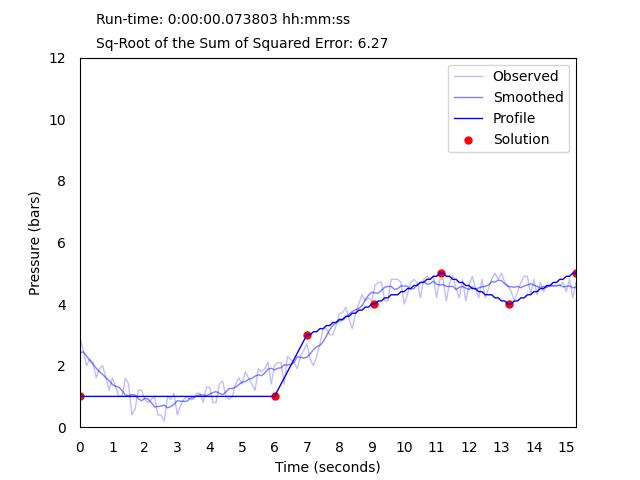 Run-time: 0:00:00.073803 hh:mm:ss
Sq-Root of the Sum of Squared Error: 6.27
12
10
8
6
4
2
0
Pressure (bars)
Observed
Smoothed
Profile
Solution
0 1 2 3 4 5 6 7 8 9 10 11 12 13 14 15
Time (seconds)